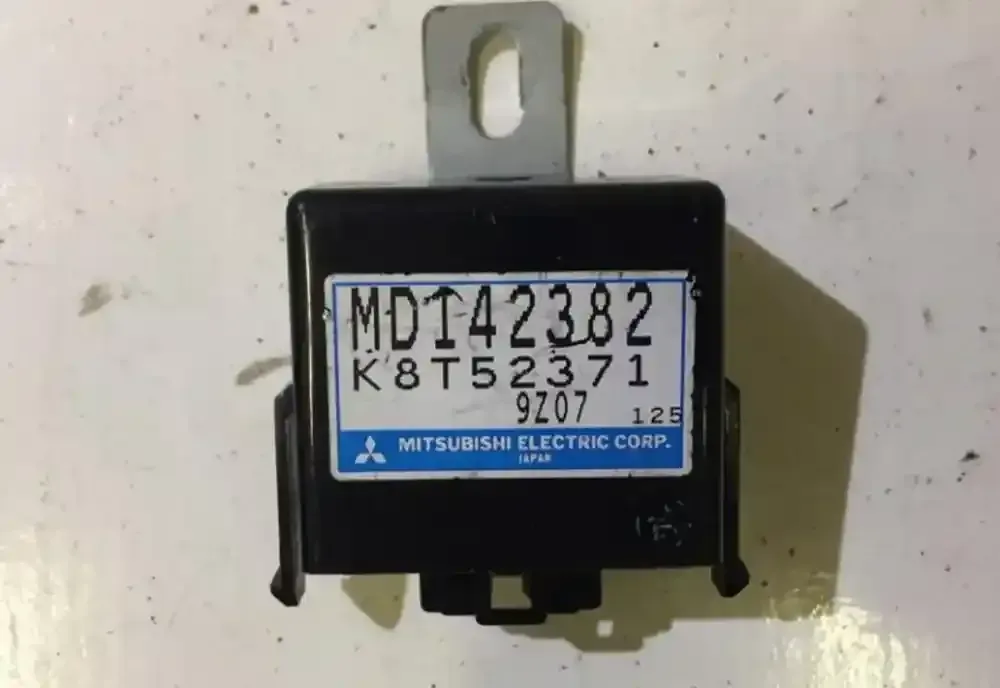 MD142382
K8T52371
9Z07 125
MITSUBISHI ELECTRIC CORP.
JAPAN